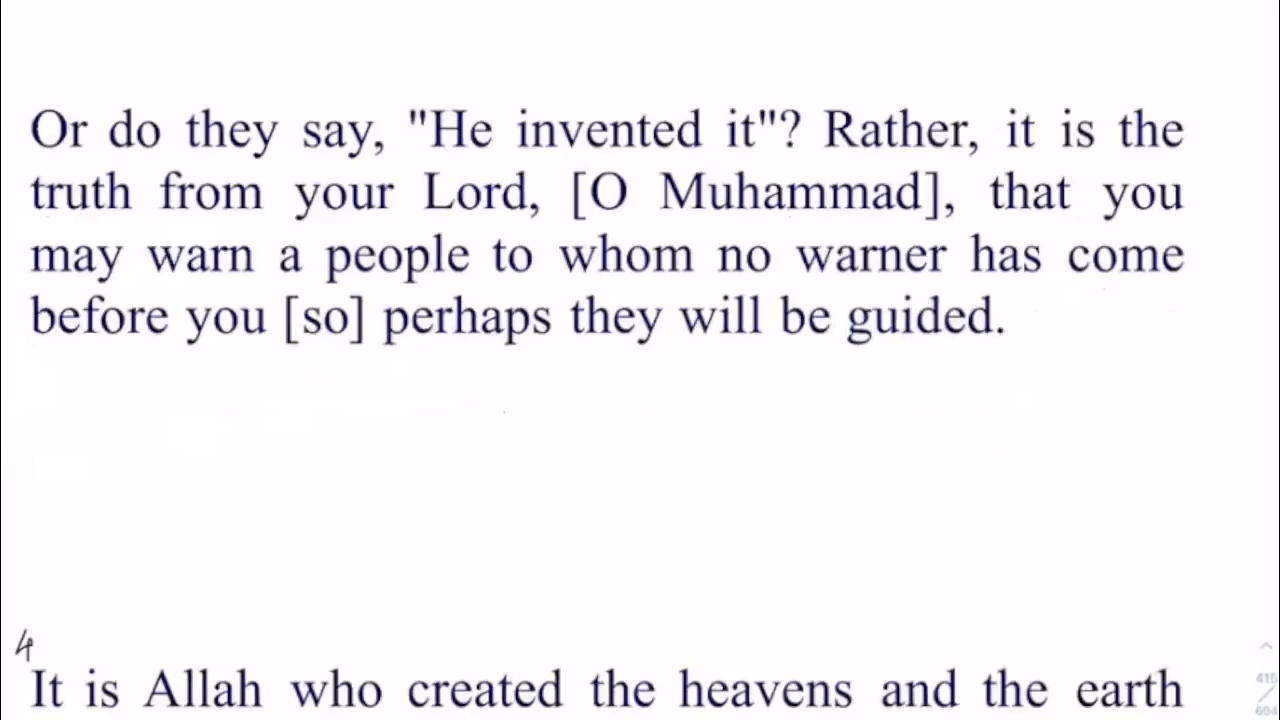 Or do they say, "He invented it"? Rather, it is the
truth from your Lord, [O Muhammad], that you
may warn a people to whom no warner has come
before you [so] perhaps they will be guided.
4
It is Allah who created the heavens and the earth
415
604